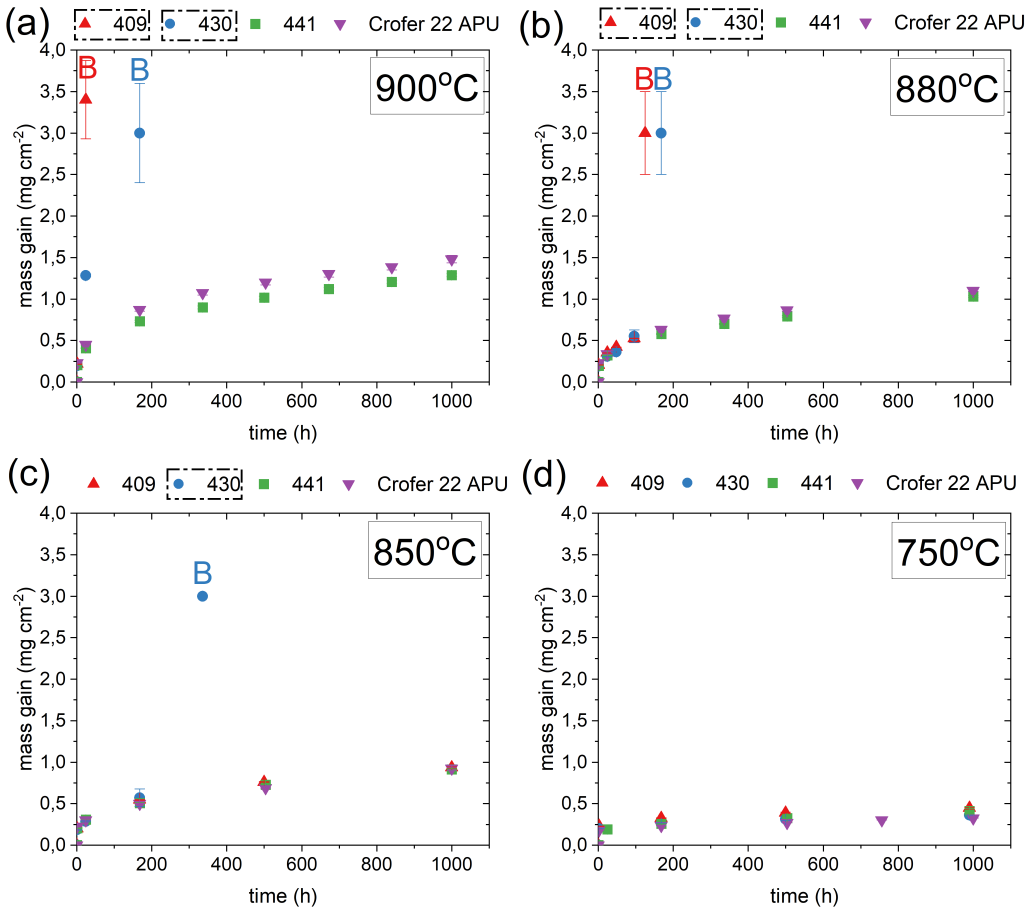 (a) 409 430 441 Crofer 22 APU
900°C
B B
mass gain (mg cm⁻²)
4,0
3,5
3,0
2,5
2,0
1,5
1,0
0,5
0,0
0 200 400 600 800 1000
time (h)
(b) 409 430 441 Crofer 22 APU
880°C
B B
mass gain (mg cm⁻²)
4,0
3,5
3,0
2,5
2,0
1,5
1,0
0,5
0,0
0 200 400 600 800 1000
time (h)
(c) 409 430 441 Crofer 22 APU
850°C
B
mass gain (mg cm⁻²)
4,0
3,5
3,0
2,5
2,0
1,5
1,0
0,5
0,0
0 200 400 600 800 1000
time (h)
(d) 409 430 441 Crofer 22 APU
750°C
mass gain (mg cm⁻²)
4,0
3,5
3,0
2,5
2,0
1,5
1,0
0,5
0,0
0 200 400 600 800 1000
time (h)